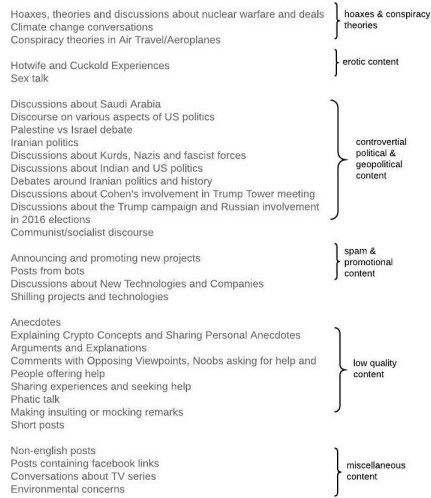 Hoaxes, theories and discussions about nuclear warfare and deals
Climate change conversations
Conspiracy theories in Air Travel/Aeroplanes
hoaxes & conspiracy
theories
Hotwife and Cuckold Experiences
Sex talk
erotic content
Discussions about Saudi Arabia
Discourse on various aspects of US politics
Palestine vs Israel debate
Iranian politics
Discussions about Kurds, Nazis and fascist forces
Discussions about Indian and US politics
Debates around Iranian politics and history
Discussions about Cohen's involvement in Trump Tower meeting
Discussions about the Trump campaign and Russian involvement
in 2016 elections
Communist/socialist discourse
controvertial
political &
geopolitical
content
Announcing and promoting new projects
Posts from bots
Discussions about New Technologies and Companies
Shilling projects and technologies
spam &
promotional
content
Anecdotes
Explaining Crypto Concepts and Sharing Personal Anecdotes
Arguments and Explanations
Comments with Opposing Viewpoints, Noobs asking for help and
People offering help
Sharing experiences and seeking help
Phatic talk
Making insulting or mocking remarks
Short posts
low quality
content
Non-english posts
Posts containing facebook links
Conversations about TV series
Environmental concerns
miscellaneous
content